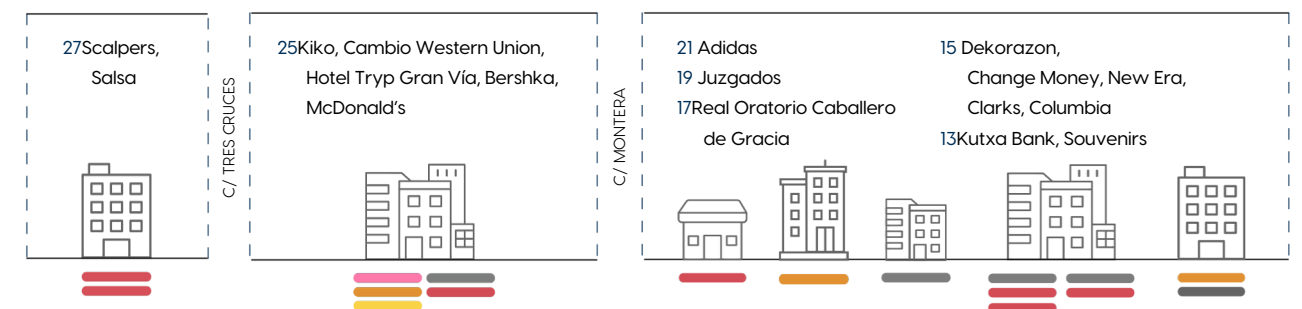 27Scalpers,
Salsa
C/ TRES CRUCES
25Kiko, Cambio Western Union,
Hotel Tryp Gran Vía, Bershka,
McDonald's
C/ MONTERA
21 Adidas
19 Juzgados
17Real Oratorio Caballero
de Gracia
15 Dekorazon,
Change Money, New Era,
Clarks, Columbia
13Kutxa Bank, Souvenirs